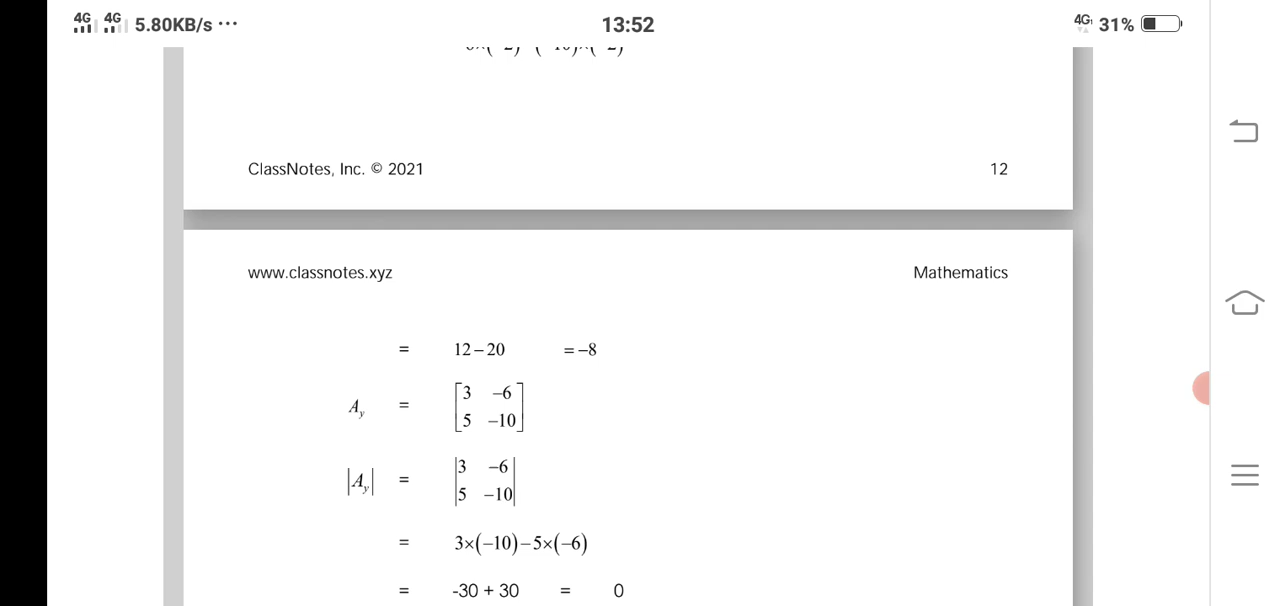 4G 4G 5.80KB/s ··· 13:52 4G 31%
ClassNotes, Inc. © 2021 12
www.classnotes.xyz Mathematics
= 12 – 20 = –8
A_y = [3 –6
5 –10]
|A_y| = |3 –6
5 –10|
= 3×(–10)–5×(–6)
= -30 + 30 = 0